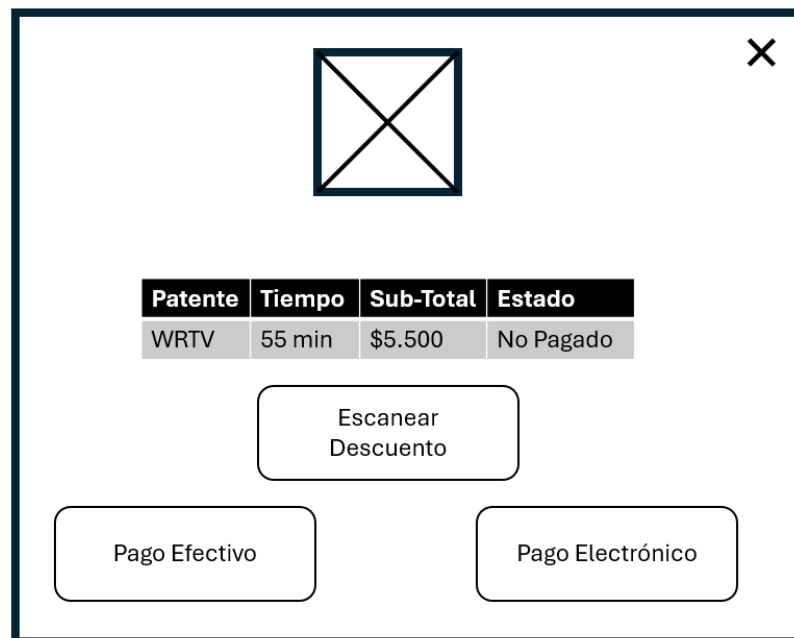 Patente Tiempo Sub-Total Estado
WRTV 55 min $5.500 No Pagado
Escanear
Descuento
Pago Efectivo Pago Electrónico